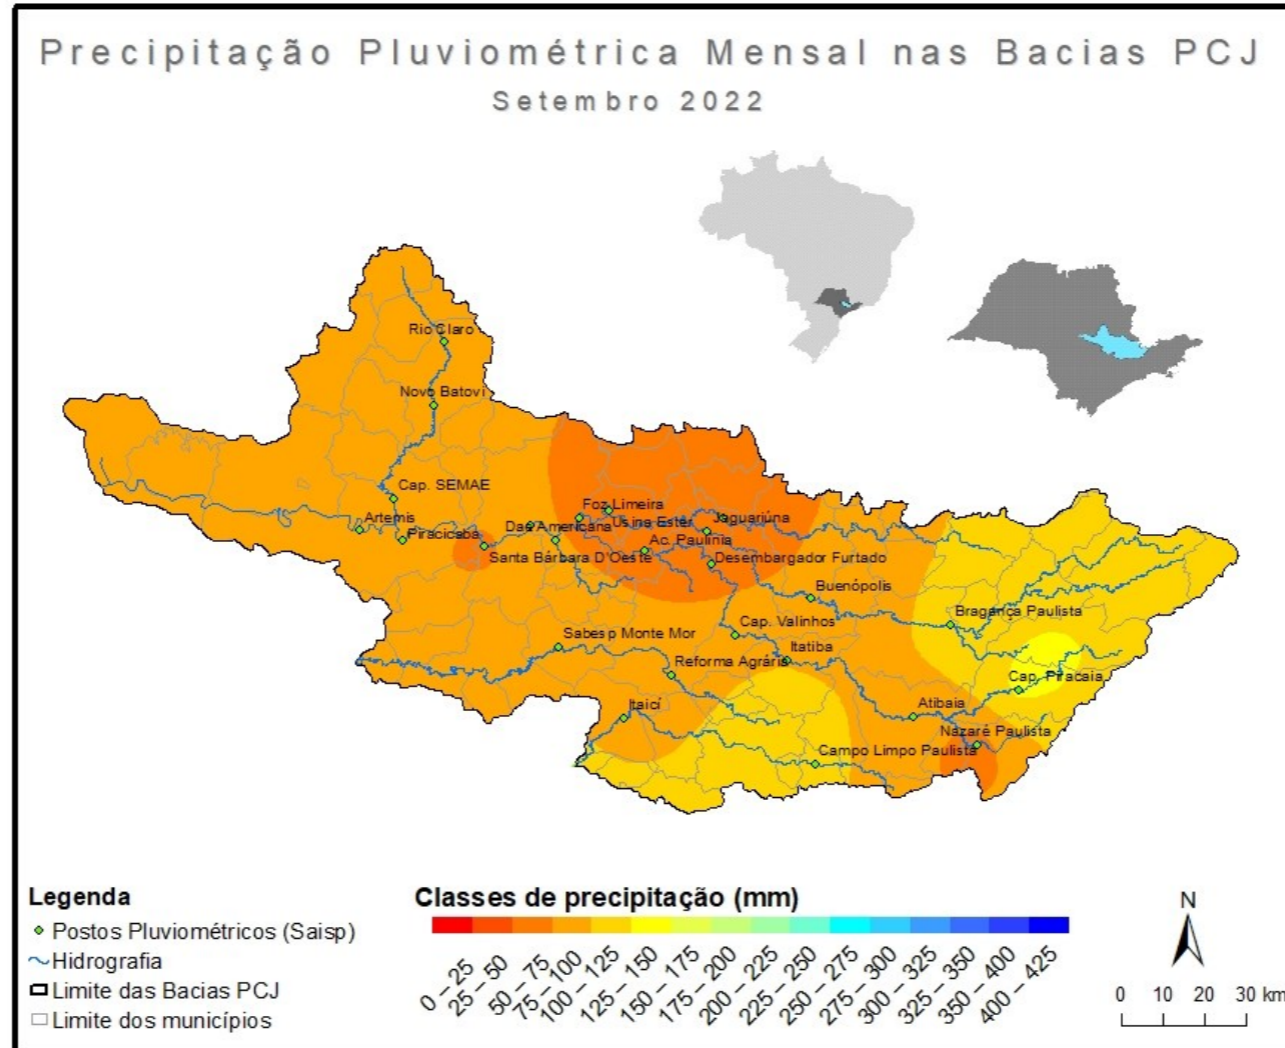 Precipitação Pluviométrica Mensal nas Bacias PCJ
Setembro 2022
Rio Claro
Novo Batovi
Cap. SEMAE
Artemis
Piracicaba
Foz Limeira
Dae Americana
Usina Ester
Jaguariúna
Ac. Paulinia
Santa Bárbara D'Oeste
Desembargador Furtado
Buenópolis
Bragança Paulista
Cap. Valinhos
Sabesp Monte Mor
Itatiba
Reforma Agrária
Cap. Piracaia
Itaicí
Atibaia
Nazaré Paulista
Campo Limpo Paulista
Legenda
Postos Pluviométricos (Saisp)
Hidrografia
Limite das Bacias PCJ
Limite dos municípios
Classes de precipitação (mm)
0 – 25
25 – 50
50 – 75
75 – 100
100 – 125
125 – 150
150 – 175
175 – 200
200 – 225
225 – 250
250 – 275
275 – 300
300 – 325
325 – 350
350 – 400
400 – 425
N
0 10 20 30 km